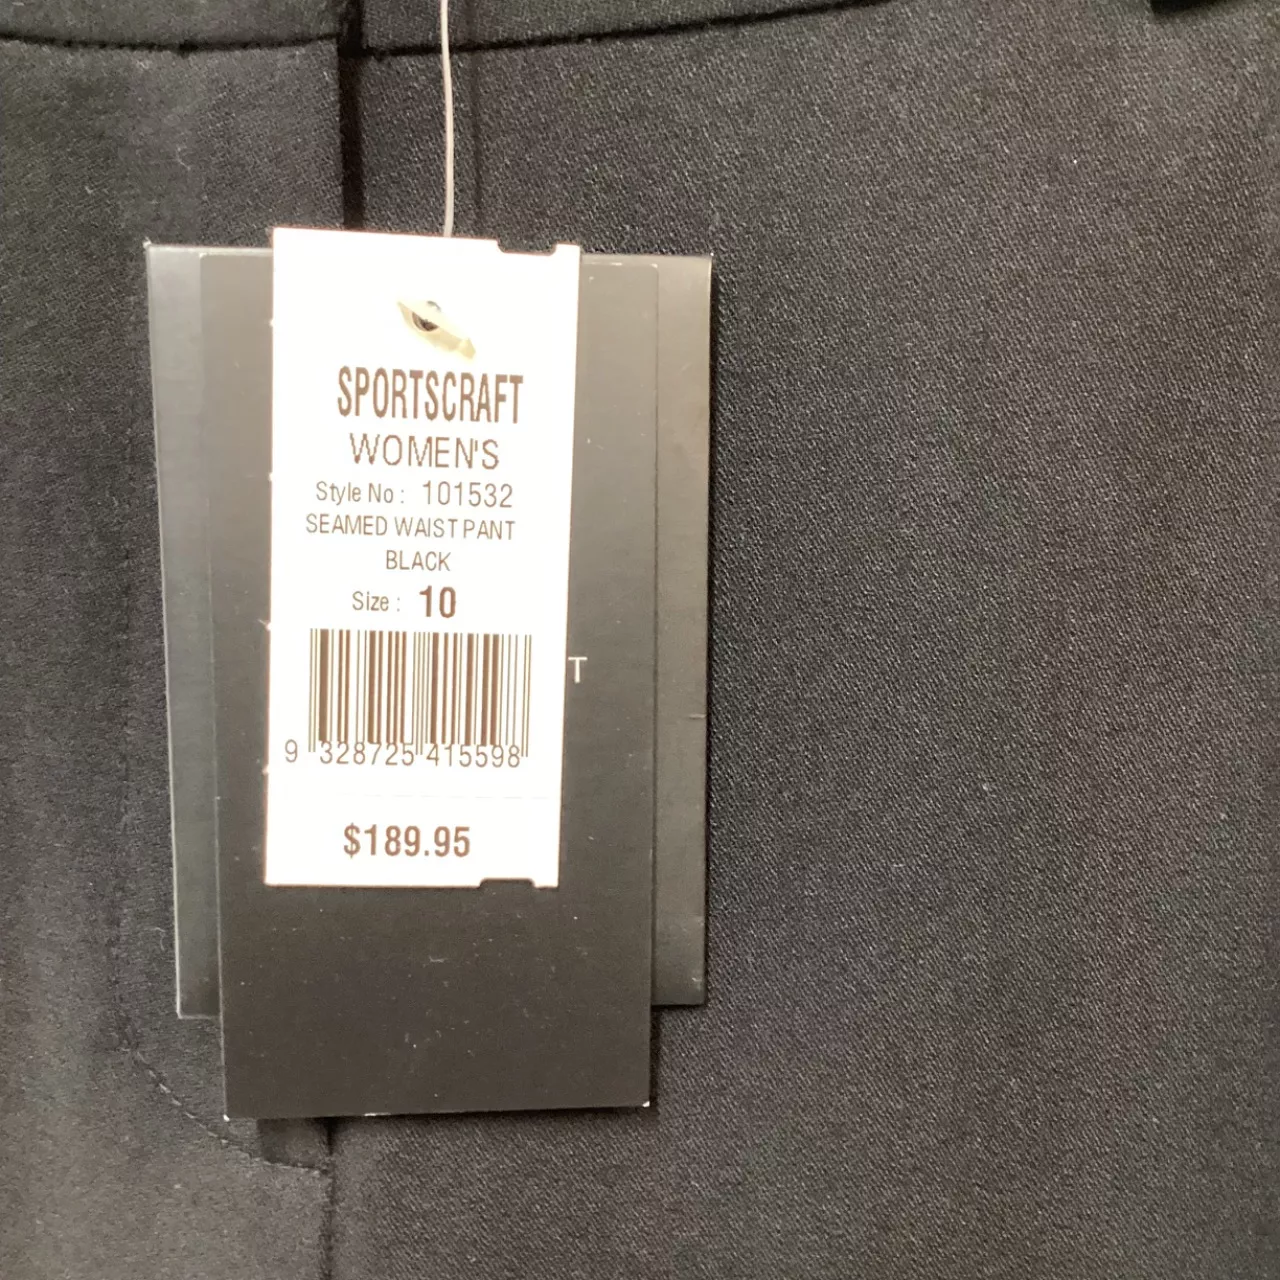 SPORTSCRAFT
WOMEN'S
Style No : 101532
SEAMED WAIST PANT
BLACK
Size : 10
9 328725 415598
$189.95
T